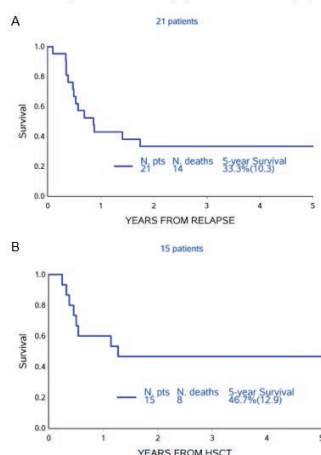 A
21 patients
1.0
0.8
0.6
0.4
0.2
0.0
Survival
N. pts N. deaths 5-year Survival
21 14 33.3%(10.3)
0 1 2 3 4 5
YEARS FROM RELAPSE
B
15 patients
1.0
0.8
0.6
0.4
0.2
0.0
Survival
N. pts N. deaths 5-year Survival
15 8 46.7%(12.9)
0 1 2 3 4 5
YEARS FROM HSCT